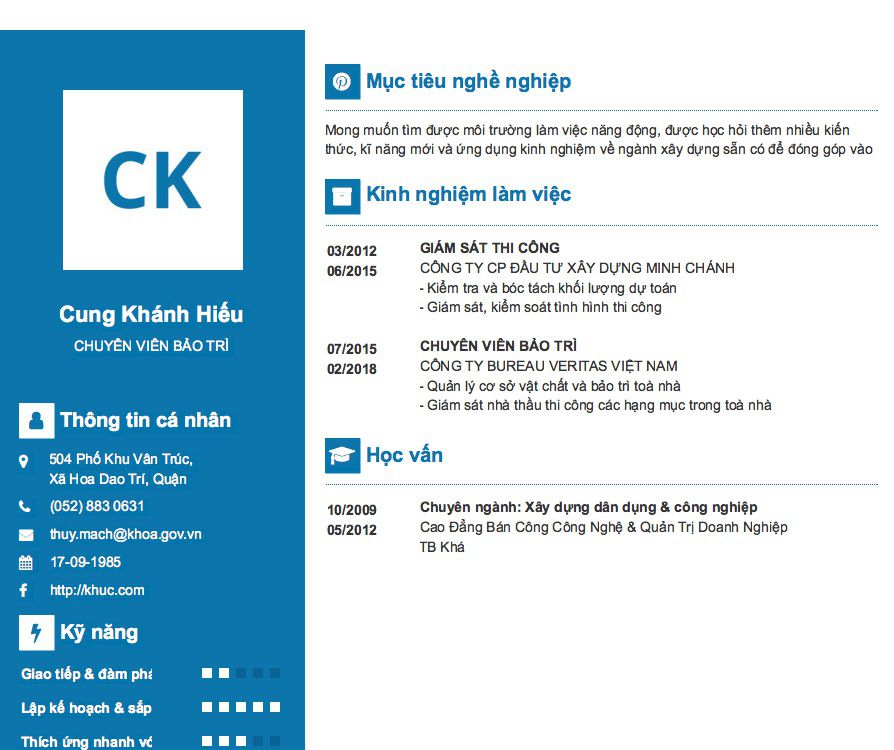 CK
Cung Khánh Hiếu
CHUYÊN VIÊN BẢO TRÌ
Thông tin cá nhân
504 Phố Khu Vân Trúc,
Xã Hoa Dao Trí, Quận
(052) 883 0631
thuy.mach@khoa.gov.vn
17-09-1985
http://khuc.com
Kỹ năng
Giao tiếp & đàm
Lập kế hoạch & sắp
Thích ứng nhanh
Mục tiêu nghề nghiệp
Mong muốn tìm được môi trường làm việc năng động, được học hỏi thêm nhiều kiến
thức, kĩ năng mới và ứng dụng kinh nghiệm về ngành xây dựng sẵn có để đóng góp vào
Kinh nghiệm làm việc
03/2012
06/2015
GIÁM SÁT THI CÔNG
CÔNG TY CP ĐẦU TƯ XÂY DỰNG MINH CHÁNH
- Kiểm tra và bóc tách khối lượng dự toán
- Giám sát, kiểm soát tình hình thi công
07/2015
02/2018
CHUYÊN VIÊN BẢO TRÌ
CÔNG TY BUREAU VERITAS VIỆT NAM
- Quản lý cơ sở vật chất và bảo trì toà nhà
- Giám sát nhà thầu thi công các hạng mục trong toà nhà
Học vấn
10/2009
05/2012
Chuyên ngành: Xây dựng dân dụng & công nghiệp
Cao Đẳng Bán Công Công Nghệ & Quản Trị Doanh Nghiệp
TB Khá